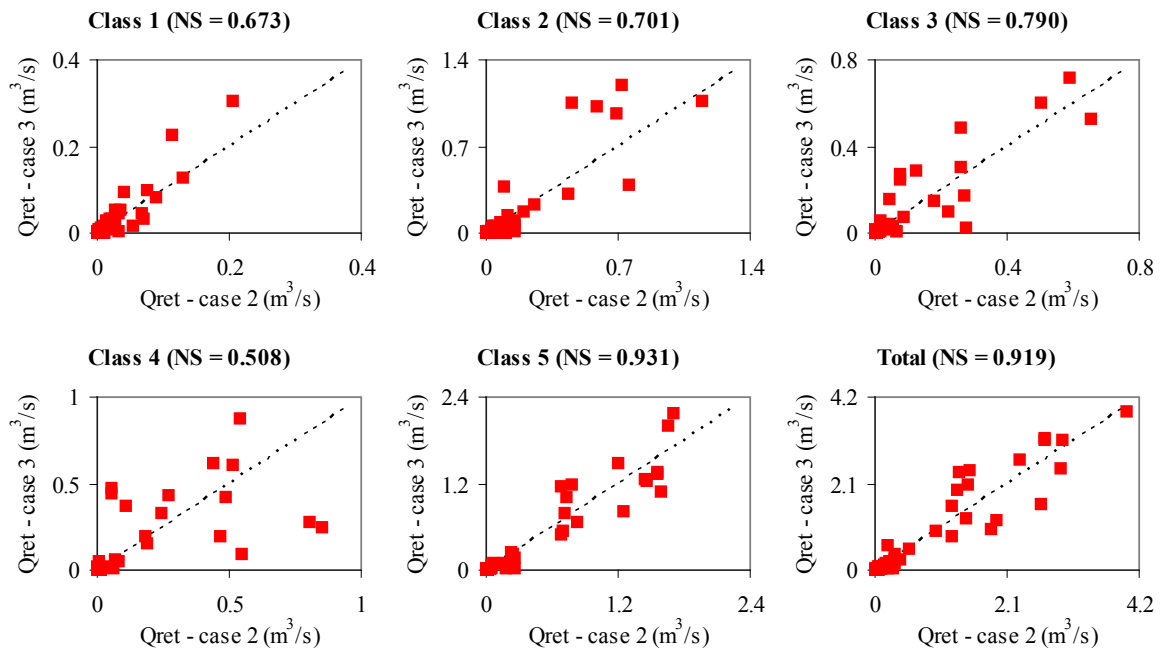 Class 1 (NS = 0.673)
0.4
0.2
0
0
0.2
0.4
Qret - case 3 (m³/s)
Qret - case 2 (m³/s)
Class 2 (NS = 0.701)
1.4
0.7
0
0
0.7
1.4
Qret - case 3 (m³/s)
Qret - case 2 (m³/s)
Class 3 (NS = 0.790)
0.8
0.4
0
0
0.4
0.8
Qret - case 3 (m³/s)
Qret - case 2 (m³/s)
Class 4 (NS = 0.508)
1
0.5
0
0
0.5
1
Qret - case 3 (m³/s)
Qret - case 2 (m³/s)
Class 5 (NS = 0.931)
2.4
1.2
0
0
1.2
2.4
Qret - case 3 (m³/s)
Qret - case 2 (m³/s)
Total (NS = 0.919)
4.2
2.1
0
0
2.1
4.2
Qret - case 3 (m³/s)
Qret - case 2 (m³/s)